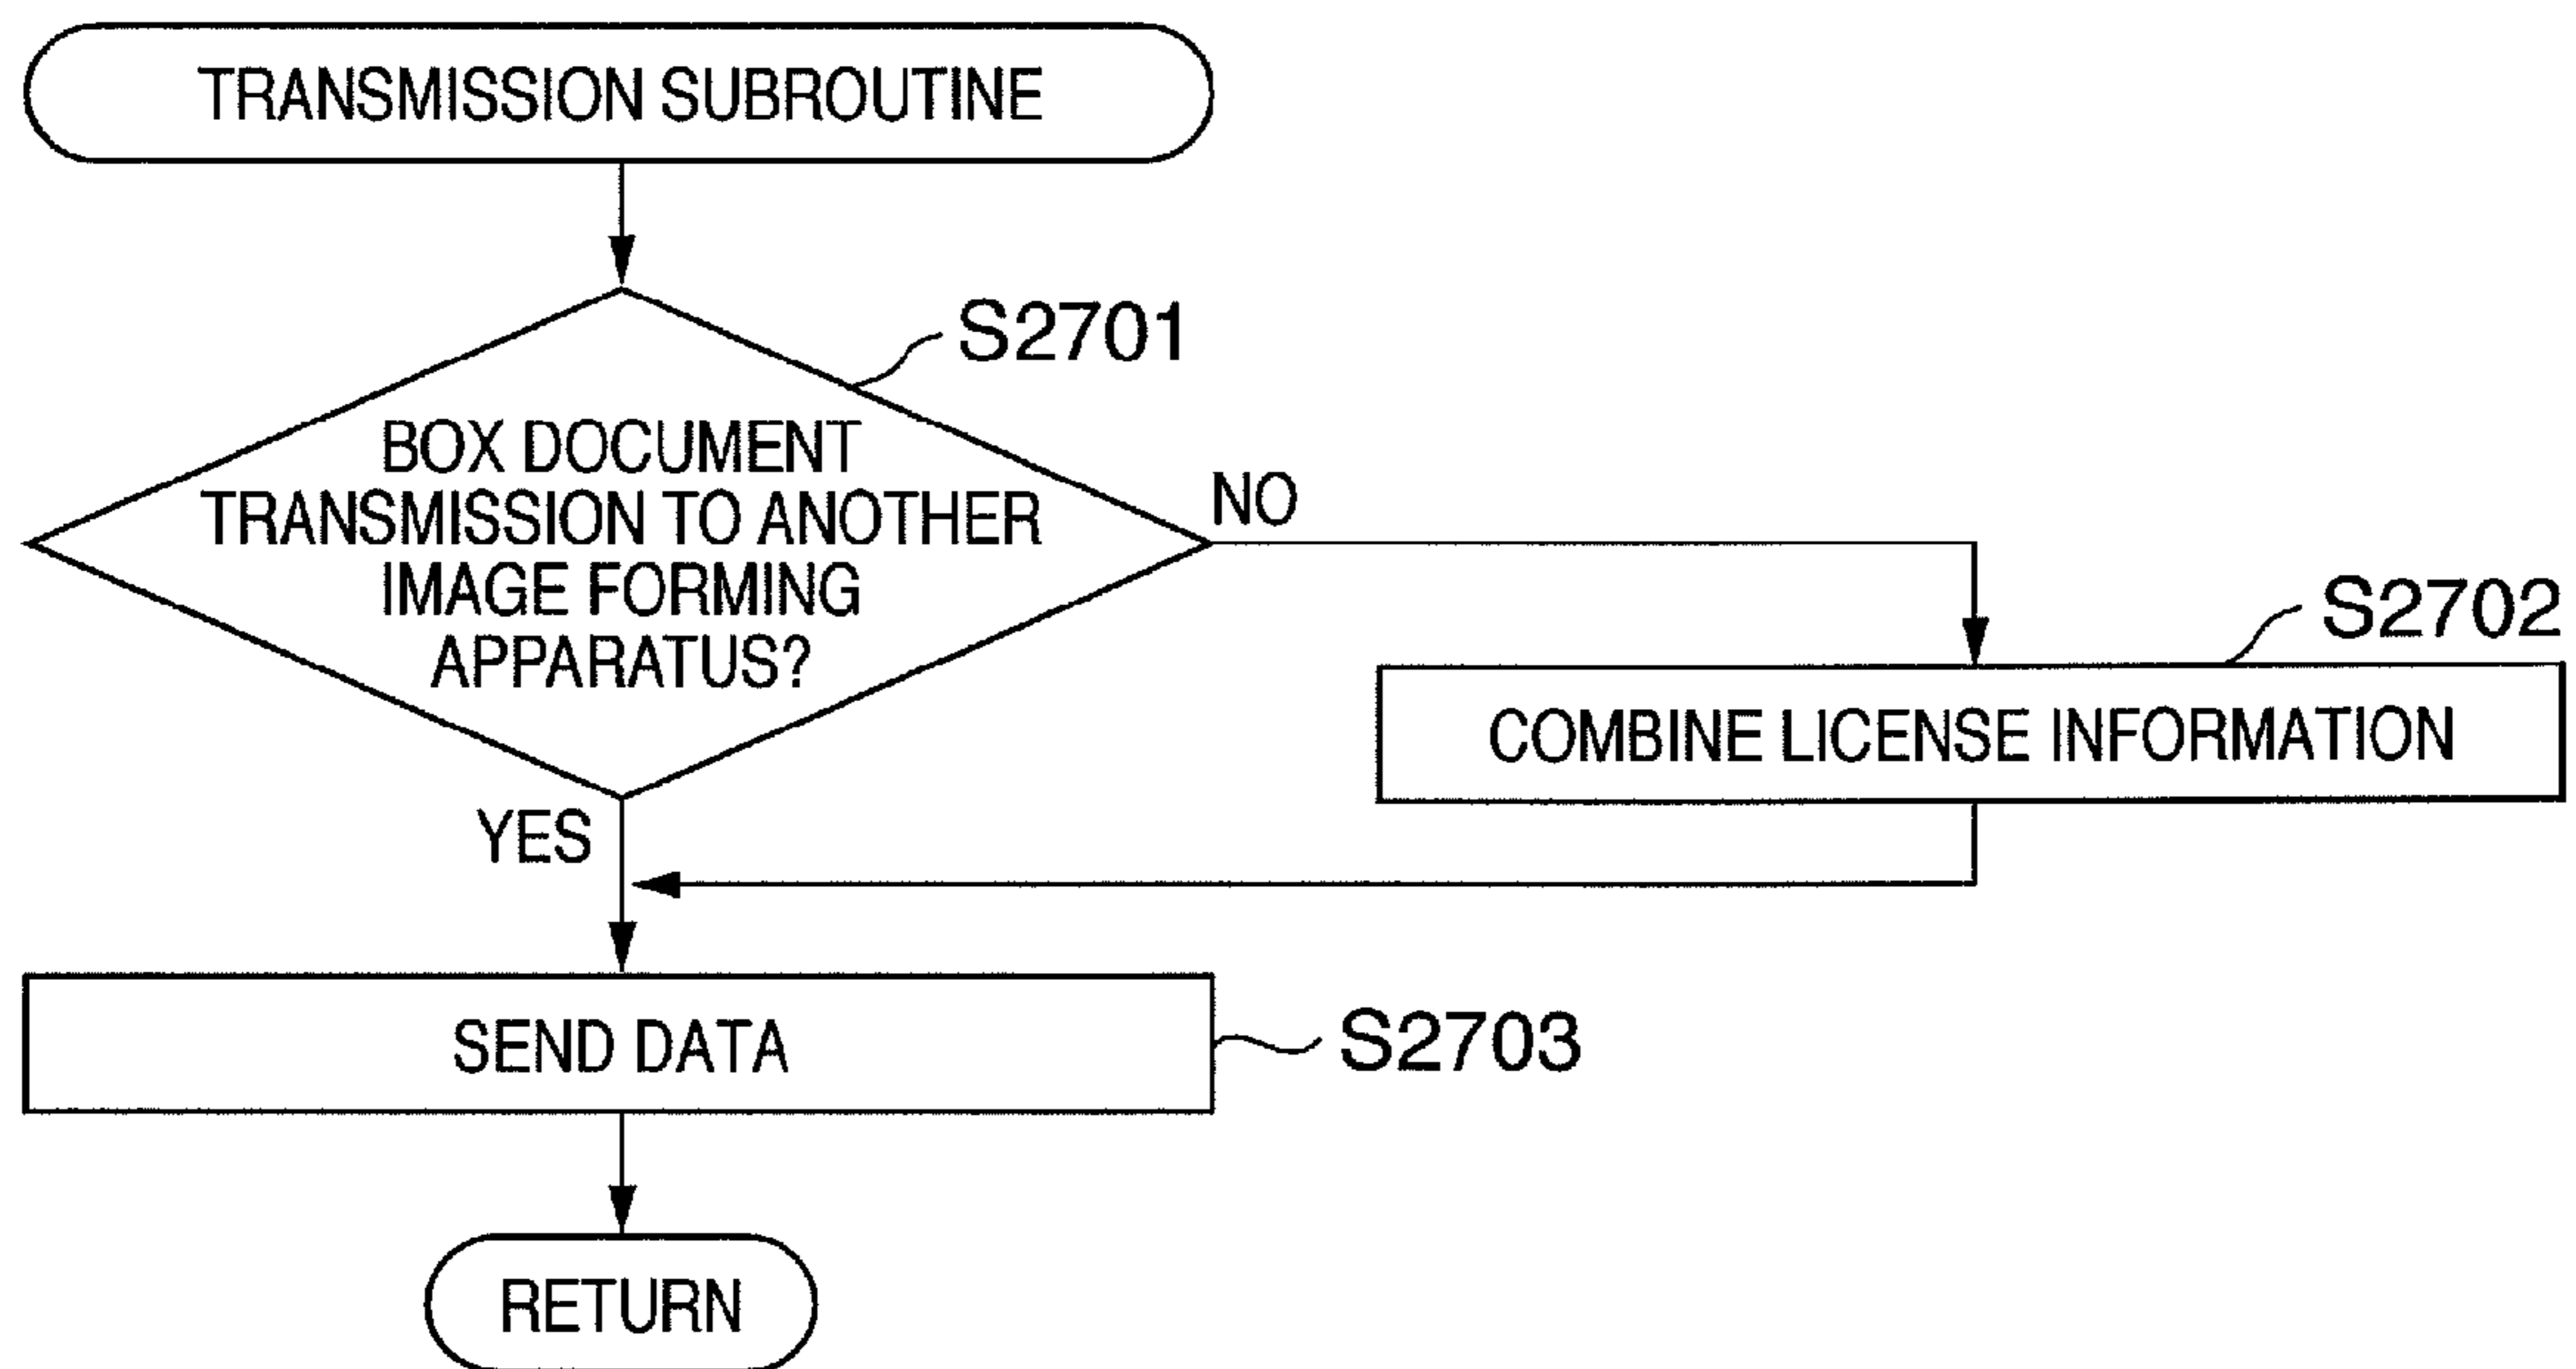 TRANSMISSION SUBROUTINE
S2701
BOX DOCUMENT
TRANSMISSION TO ANOTHER
IMAGE FORMING
APPARATUS?
NO
S2702
COMBINE LICENSE INFORMATION
YES
SEND DATA
S2703
RETURN